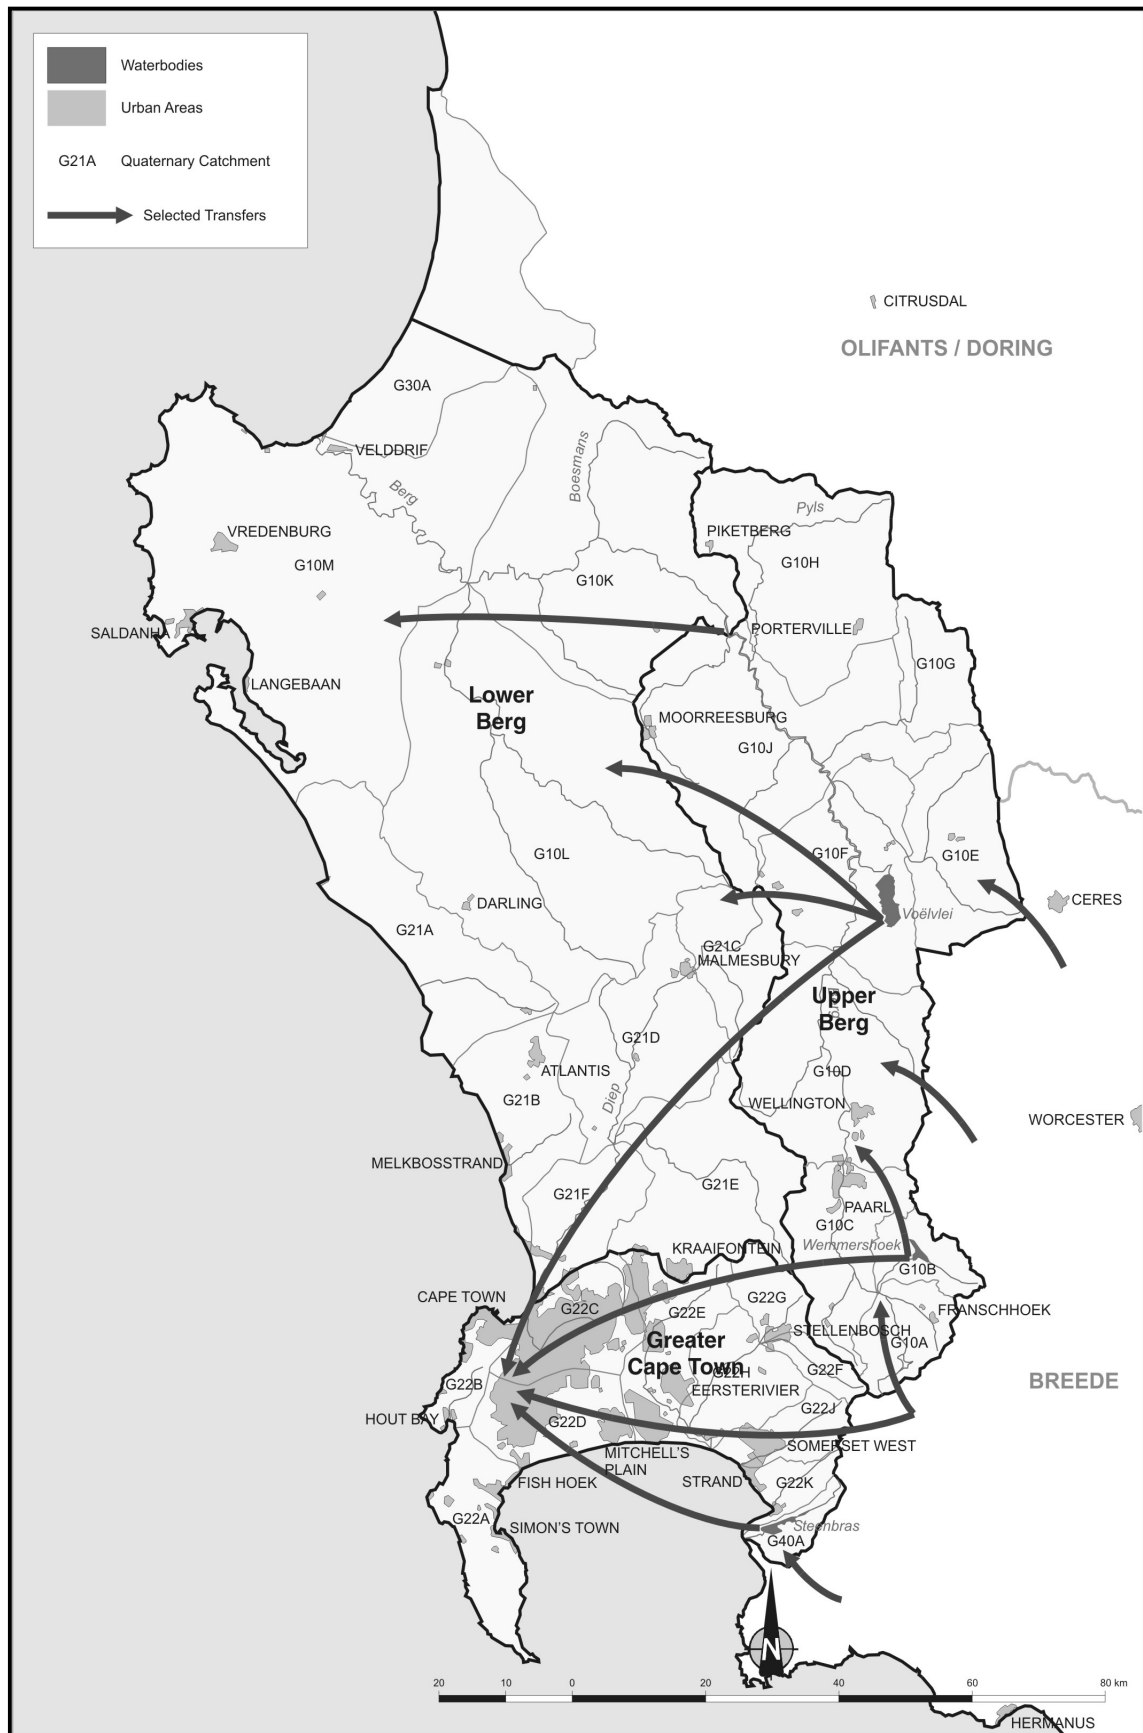 Waterbodies
Urban Areas
G21A Quaternary Catchment
Selected Transfers
CITRUSDAL
OLIFANTS / DORING
G30A
VELDDRIF
Berg
Boesmans
Pyls
VREDENBURG
PIKETBERG
G10M
G10H
G10K
SALDANHA
PORTERVILLE
G10G
LANGEBAAN
Lower
Berg
MOORREESBURG
G10J
G10L
G10F
G10E
DARLING
CERES
Voëlvlei
G21A
G21C
MALMESBURY
Upper
Berg
Berg
G21D
ATLANTIS
G10D
G21B
Diep
WELLINGTON
WORCESTER
MELKBOSSTRAND
G21F
G21E
PAARL
G10C
Wemmershoek
KRAAIFONTEIN
G10B
CAPE TOWN
G22C
G22E
G22G
FRANSCHHOEK
Greater
Cape Town
STELLENBOSCH
G10A
G22H
G22F
G22B
EERSTERIVIER
BREEDE
HOUT BAY
G22D
G22J
MITCHELL'S
PLAIN
SOMERSET WEST
STRAND
G22K
FISH HOEK
G22A
SIMON'S TOWN
Steenbras
G40A
N
20 10 0 20 40 60 80 km
HERMANUS